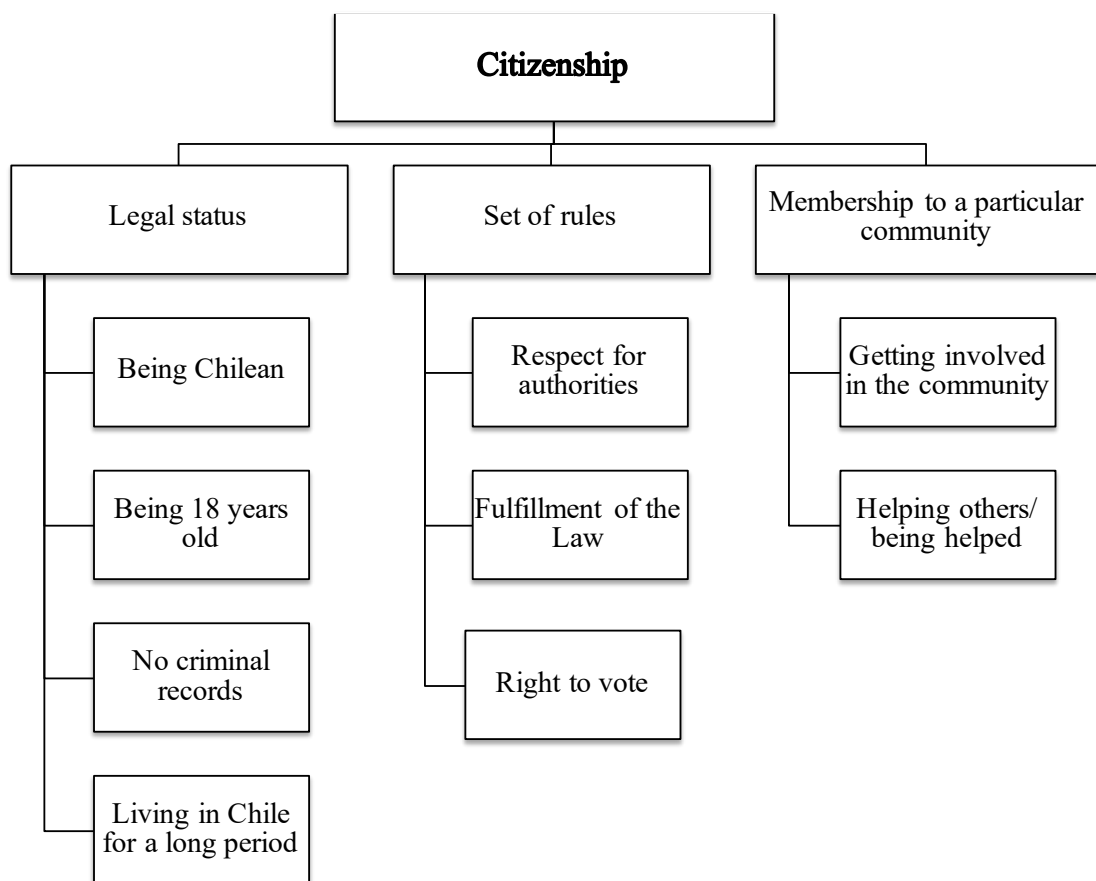 Citizenship
Legal status
Being Chilean
Being 18 years
old
No criminal
records
Living in Chile
for a long period
Set of rules
Respect for
authorities
Fulfillment of the
Law
Right to vote
Membership to a particular
community
Getting involved
in the community
Helping others/
being helped